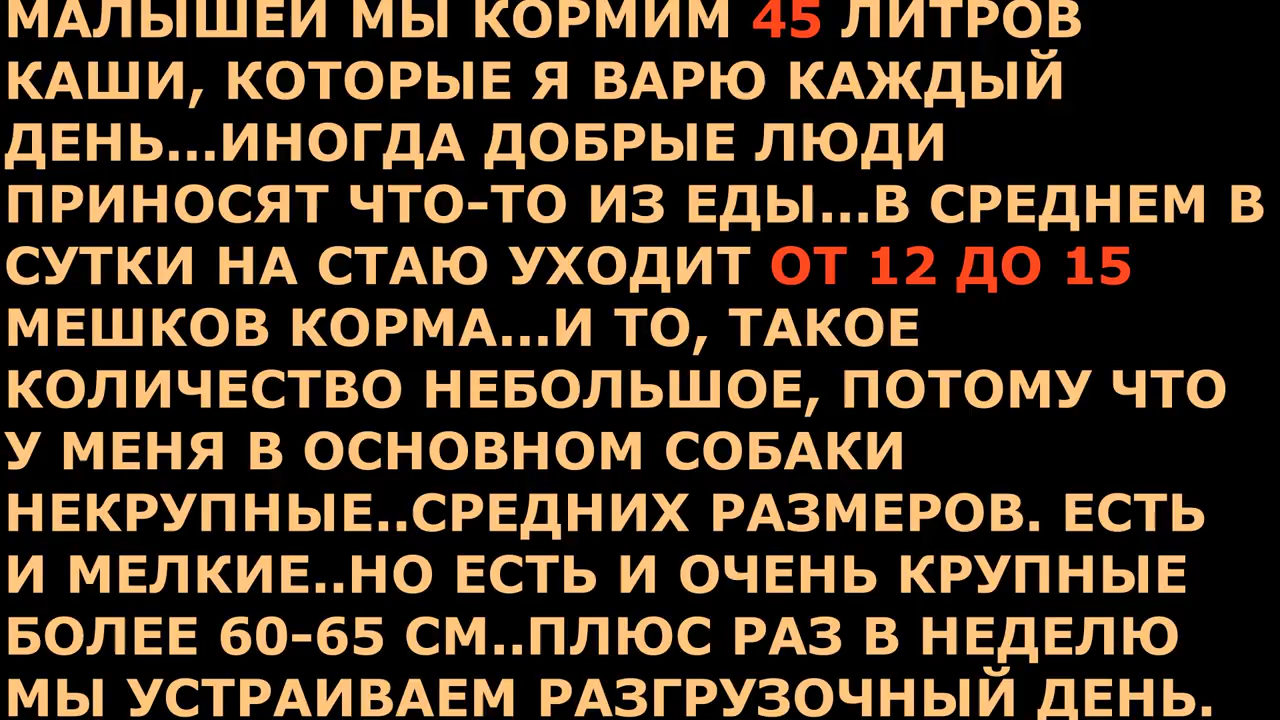 МАЛЫШЕЙ МЫ КОРМИМ 45 ЛИТРОВ
КАШИ, КОТОРЫЕ Я ВАРЮ КАЖДЫЙ
ДЕНЬ...ИНОГДА ДОБРЫЕ ЛЮДИ
ПРИНОСЯТ ЧТО-ТО ИЗ ЕДЫ...В СРЕДНЕМ В
СУТКИ НА СТАЮ УХОДИТ ОТ 12 ДО 15
МЕШКОВ КОРМА...И ТО, ТАКОЕ
КОЛИЧЕСТВО НЕБОЛЬШОЕ, ПОТОМУ ЧТО
У МЕНЯ В ОСНОВНОМ СОБАКИ
НЕКРУПНЫЕ..СРЕДНИХ РАЗМЕРОВ. ЕСТЬ
И МЕЛКИЕ..НО ЕСТЬ И ОЧЕНЬ КРУПНЫЕ
БОЛЕЕ 60-65 СМ..ПЛЮС РАЗ В НЕДЕЛЮ
МЫ УСТРАИВАЕМ РАЗГРУЗОЧНЫЙ ДЕНЬ.